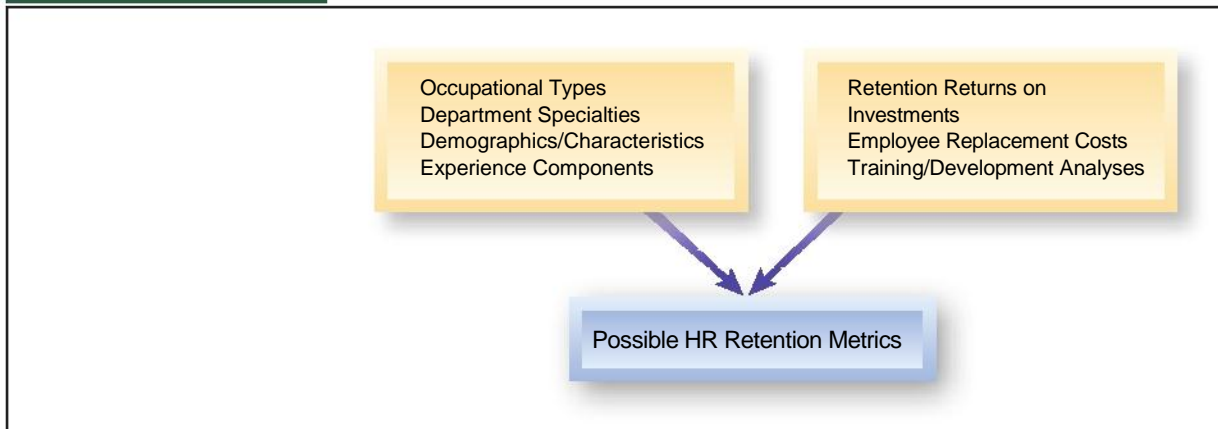 Occupational Types
Department Specialties
Demographics/Characteristics
Experience Components
Retention Returns on
Investments
Employee Replacement Costs
Training/Development Analyses
Possible HR Retention Metrics